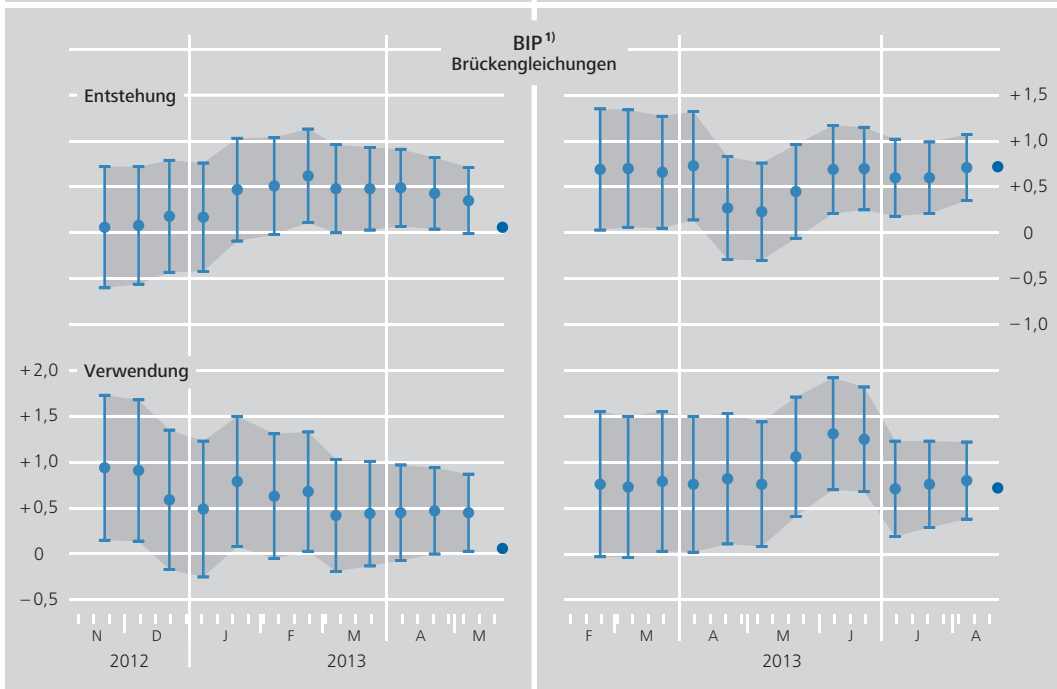 BIP¹⁾
Brückengleichungen
Entstehung
+1,5
+1,0
+0,5
0
−0,5
−1,0
+2,0 Verwendung
+1,5
+1,0
+0,5
0
−0,5
N D J F M A M
2012 2013
F M A M J J A
2013